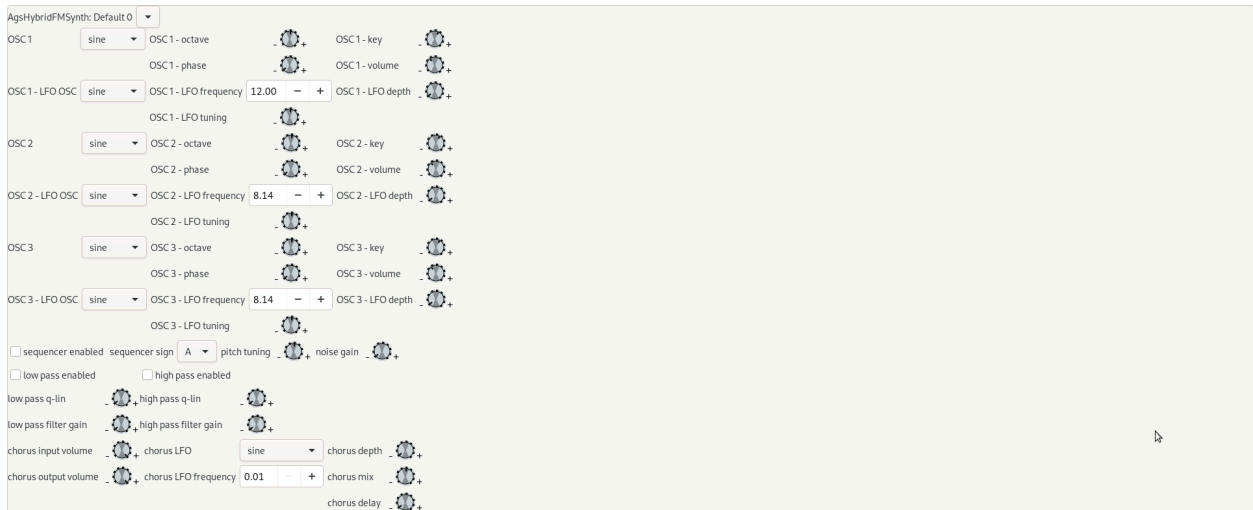 AgsHybridFMSynth: Default 0
OSC 1 sine OSC 1 - octave - + OSC 1 - key - +
OSC 1 - phase - + OSC 1 - volume - +
OSC 1 - LFO OSC sine OSC 1 - LFO frequency 12.00 − + OSC 1 - LFO depth - +
OSC 1 - LFO tuning - +
OSC 2 sine OSC 2 - octave - + OSC 2 - key - +
OSC 2 - phase - + OSC 2 - volume - +
OSC 2 - LFO OSC sine OSC 2 - LFO frequency 8.14 − + OSC 2 - LFO depth - +
OSC 2 - LFO tuning - +
OSC 3 sine OSC 3 - octave - + OSC 3 - key - +
OSC 3 - phase - + OSC 3 - volume - +
OSC 3 - LFO OSC sine OSC 3 - LFO frequency 8.14 − + OSC 3 - LFO depth - +
OSC 3 - LFO tuning - +
sequencer enabled sequencer sign A pitch tuning - + noise gain - +
low pass enabled high pass enabled
low pass q-lin - + high pass q-lin - +
low pass filter gain - + high pass filter gain - +
chorus input volume - + chorus LFO sine chorus depth - +
chorus output volume - + chorus LFO frequency 0.01 − + chorus mix - +
chorus delay - +